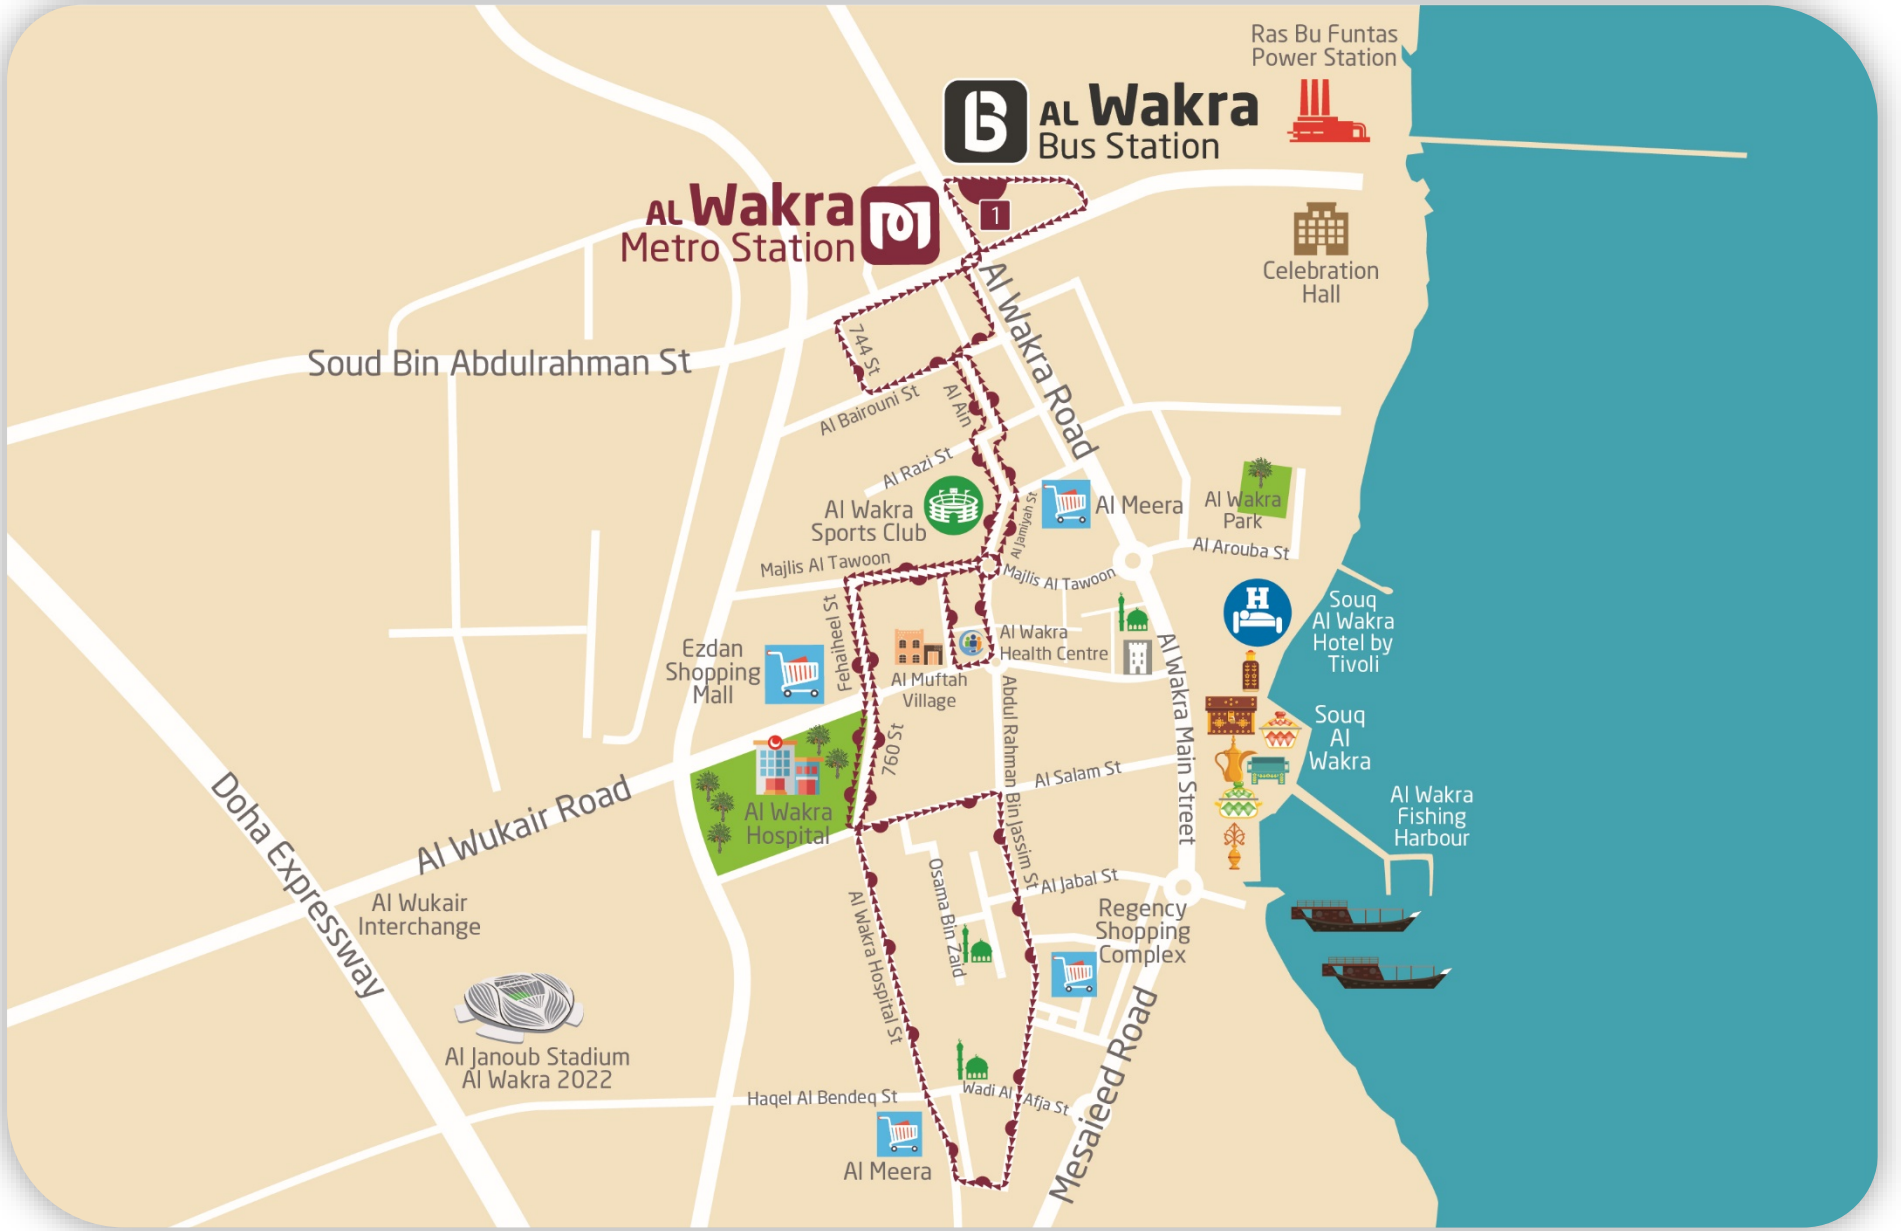 Ras Bu Funtas
Power Station
B
AL Wakra
Bus Station
AL Wakra
Metro Station
1
Celebration
Hall
Al Wakra Road
Soud Bin Abdulrahman St
744 St
Al Bairouni St
Al Ain
Al Razi St
Al Wakra
Sports Club
Al Jamiyah St
Al Meera
Al Wakra
Park
Al Arouba St
Majlis Al Tawoon
Majlis Al Tawoon
H
Souq
Al Wakra
Hotel by
Tivoli
Fehaiheel St
Ezdan
Shopping
Mall
Al Wakra
Health Centre
Al Muftah
Village
Al Wakra Main Street
Souq
Al
Wakra
760 St
Abdul Rahman Bin Jassim St
Al Salam St
Al Wakra
Hospital
Al Wakra
Fishing
Harbour
Doha Expressway
Al Wukair Road
Al Wukair
Interchange
Osama Bin Zaid
Al Jabal St
Al Wakra Hospital St
Regency
Shopping
Complex
Al Janoub Stadium
Al Wakra 2022
Mesaieed Road
Haqel Al Bendeq St
Wadi Al Afja St
Al Meera